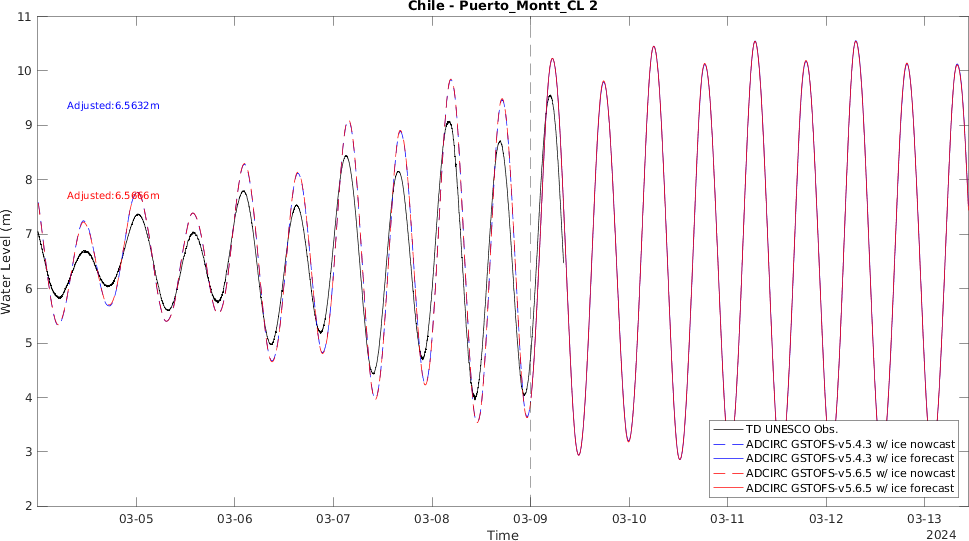 Chile - Puerto_Montt_CL 2
11
10
9
8
7
6
5
4
3
2
Water Level (m)
Adjusted:6.5632m
TD UNESCO Obs.
ADCIRC GSTOFS-v5.4.3 w/ ice nowcast
ADCIRC GSTOFS-v5.4.3 w/ ice forecast
ADCIRC GSTOFS-v5.6.5 w/ ice nowcast
ADCIRC GSTOFS-v5.6.5 w/ ice forecast
03-05 03-06 03-07 03-08 03-09 03-10 03-11 03-12 03-13
Time
2024